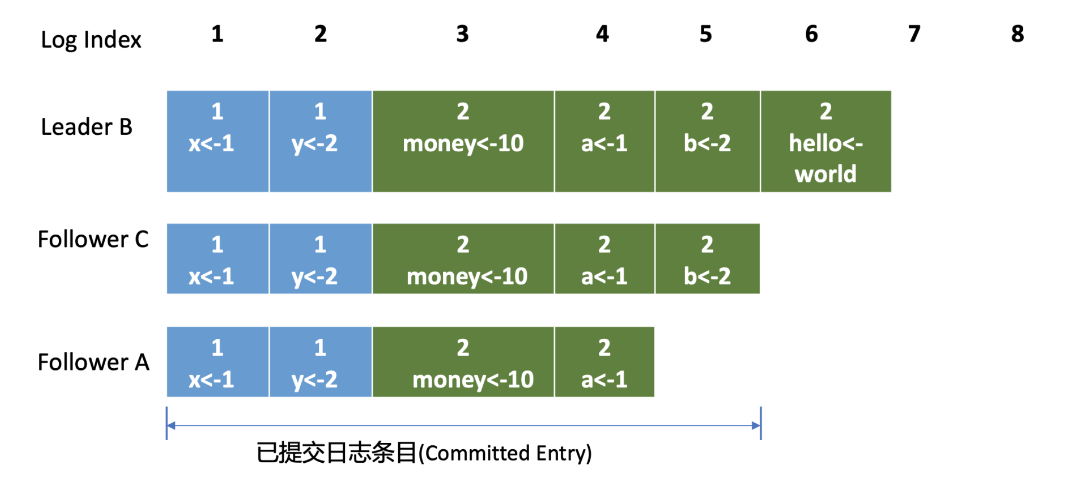 Log Index 1 2 3 4 5 6 7 8
Leader B
1
x<-1
1
y<-2
2
money<-10
2
a<-1
2
b<-2
2
hello<-
world
Follower C
1
x<-1
1
y<-2
2
money<-10
2
a<-1
2
b<-2
Follower A
1
x<-1
1
y<-2
2
money<-10
2
a<-1
已提交日志条目(Committed Entry)